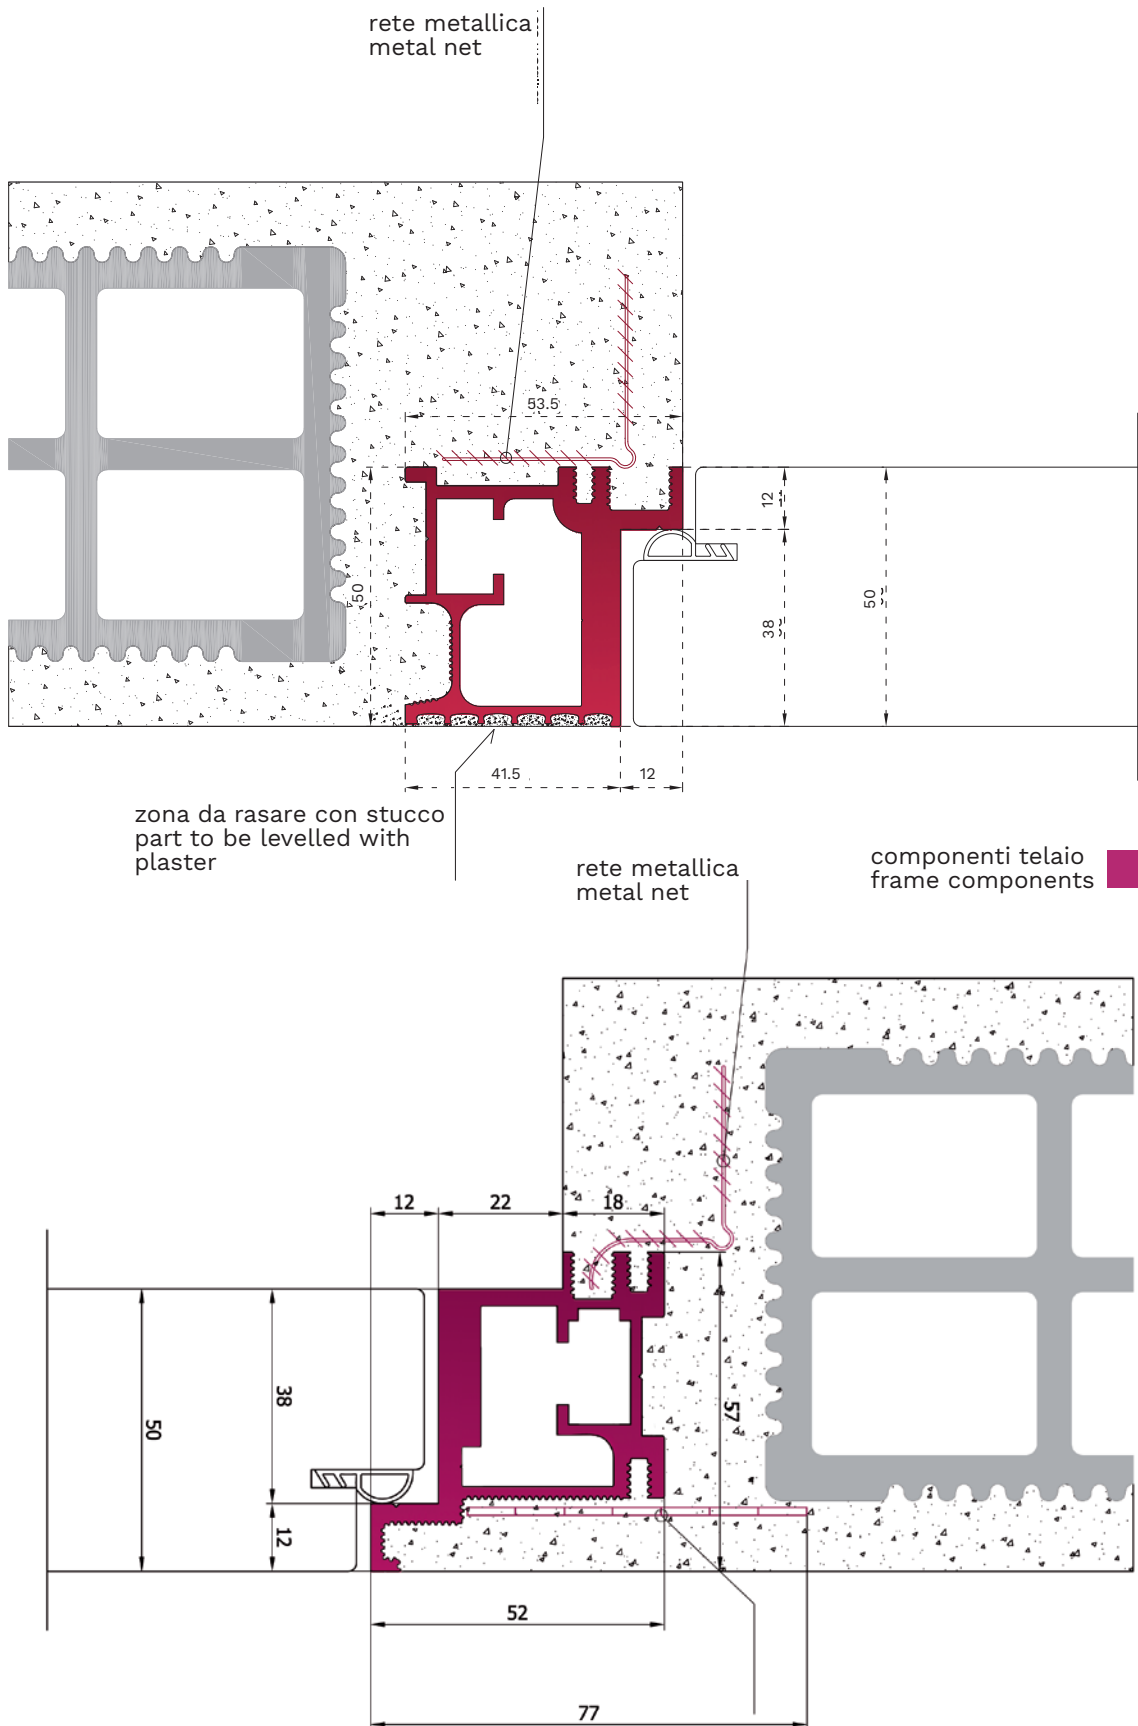 rete metallica
metal net
53.5
12
50
50
38
41.5
12
zona da rasare con stucco
part to be levelled with
plaster
rete metallica
metal net
componenti telaio
frame components
12
22
18
38
50
57
12
52
77